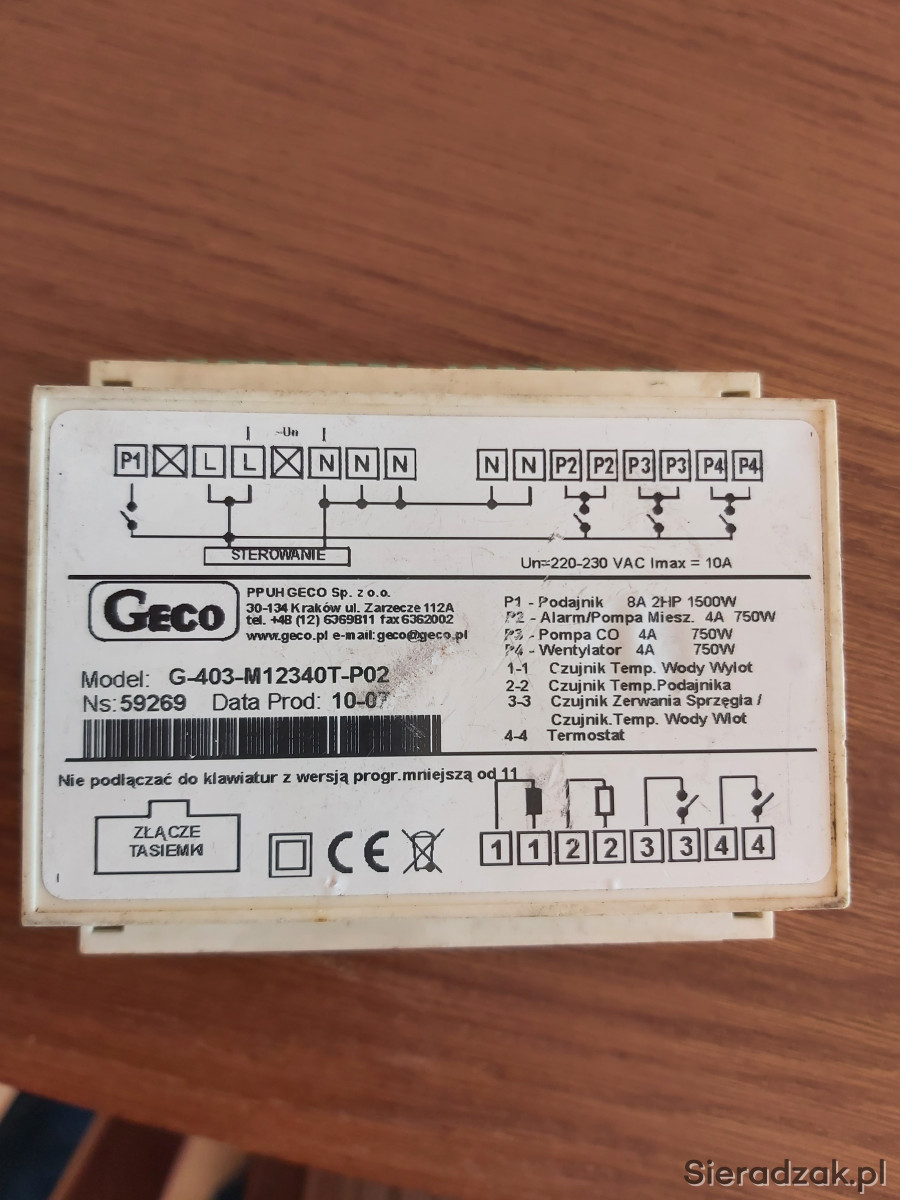 ~Un
P1 L L N N N N N P2 P2 P3 P3 P4 P4
STEROWANIE
Un=220-230 VAC Imax = 10A
GECO
PPUH GECO Sp. z o.o.
30-134 Kraków ul. Zarzecze 112A
tel. +48 (12) 6369811 fax 6362002
www.geco.pl e-mail:geco@geco.pl
Model: G-403-M12340T-P02
Ns: 59269 Data Prod: 10-07
P1 - Podajnik 8A 2HP 1500W
P2 - Alarm/Pompa Miesz. 4A 750W
P3 - Pompa CO 4A 750W
P4 - Wentylator 4A 750W
1-1 Czujnik Temp. Wody Wylot
2-2 Czujnik Temp.Podajnika
3-3 Czujnik Zerwania Sprzęgla /
Czujnik.Temp. Wody Wlot
4-4 Termostat
Nie podłączać do klawiatur z wersją progr.mniejszą od 11
ZŁĄCZE
TASIEMKI
CE
1 1 2 2 3 3 4 4
Sieradzak.pl